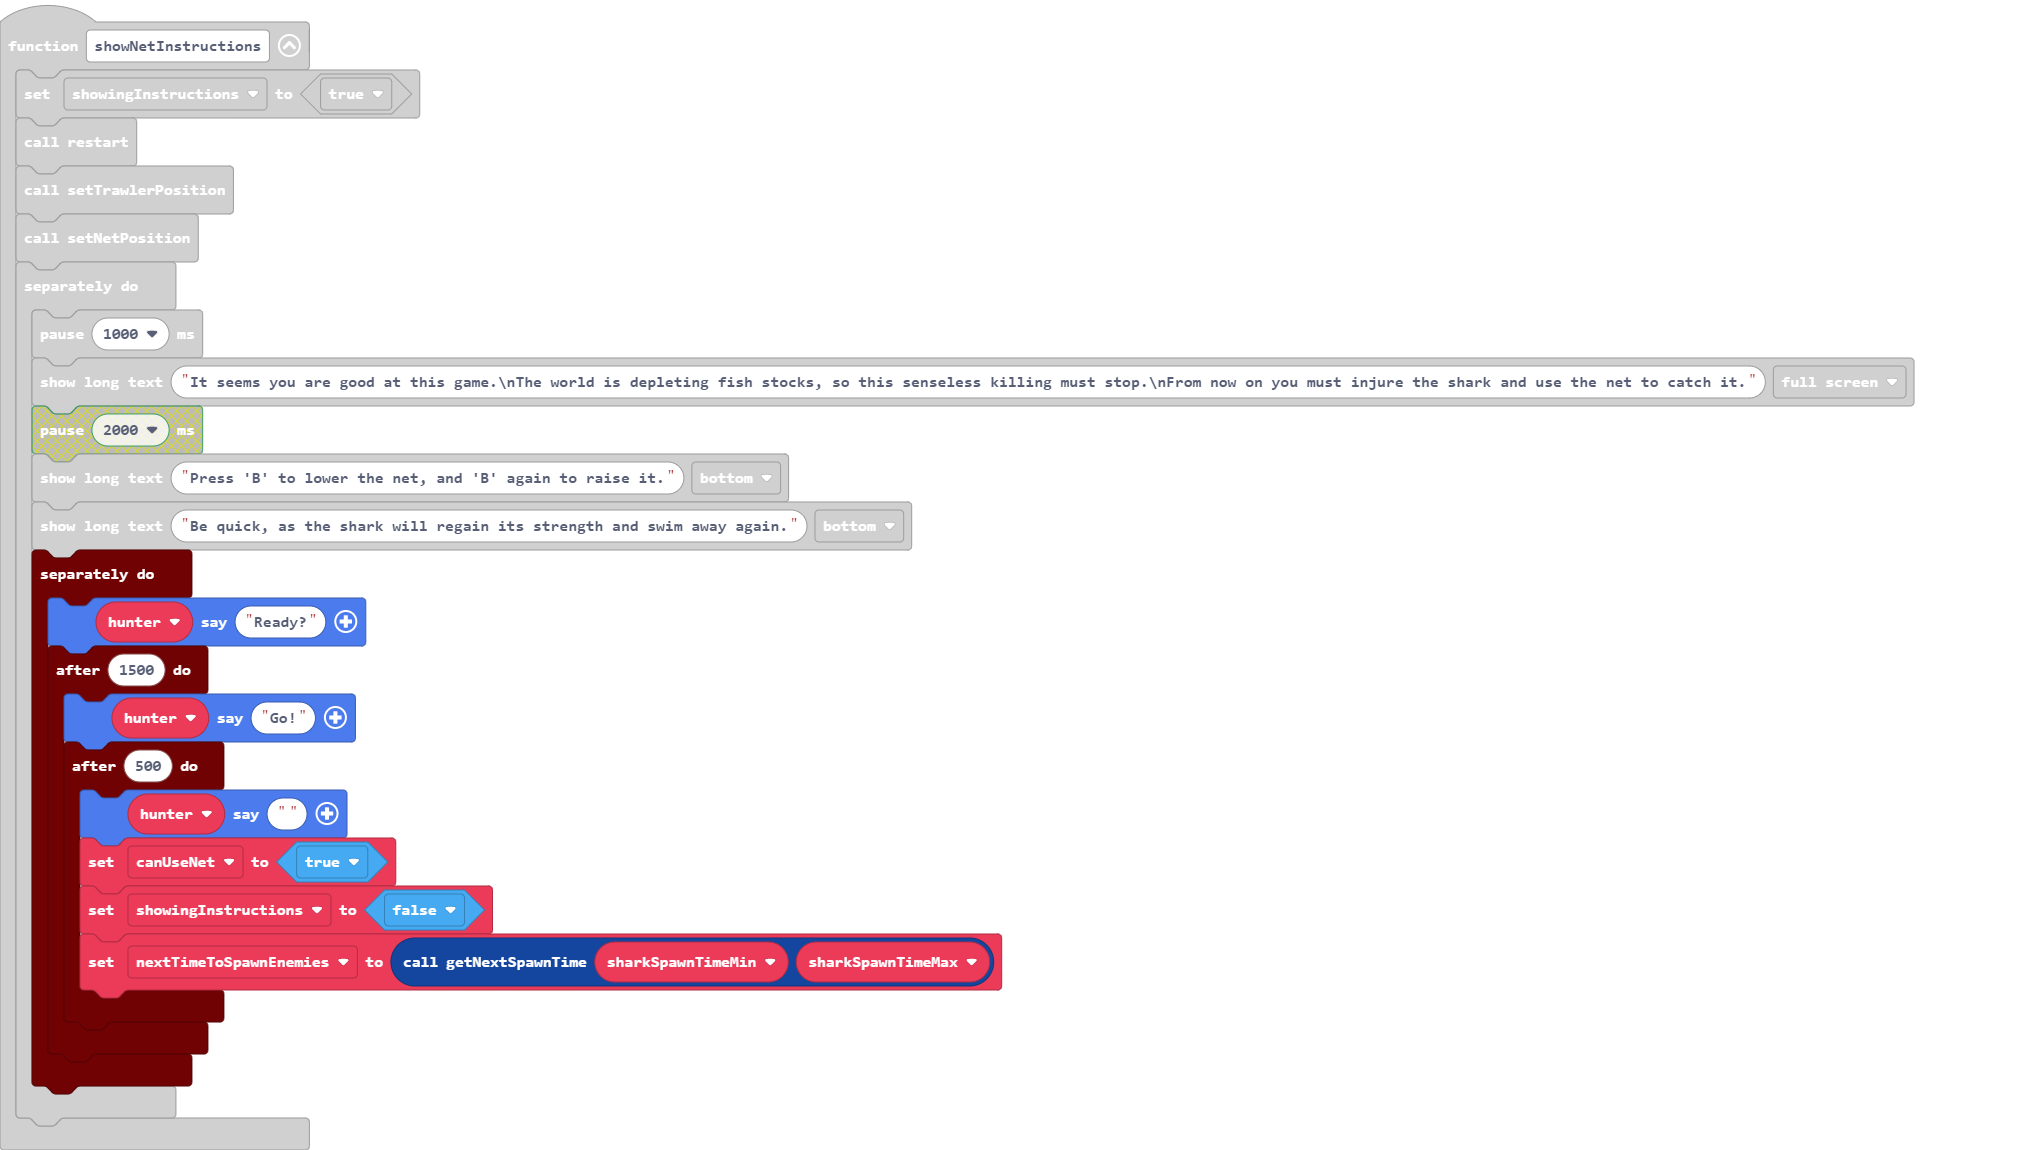 function showNetInstructions
set showingInstructions to true
call restart
call setTrawlerPosition
call setNetPosition
separately do
pause 1000 ms
show long text "It seems you are good at this game.\nThe world is depleting fish stocks, so this senseless killing must stop.\nFrom now on you must injure the shark and use the net to catch it." full screen
pause 2000 ms
show long text "Press 'B' to lower the net, and 'B' again to raise it." bottom
show long text "Be quick, as the shark will regain its strength and swim away again." bottom
separately do
hunter say "Ready?"
after 1500 do
hunter say "Go!"
after 500 do
hunter say " "
set canUseNet to true
set showingInstructions to false
set nextTimeToSpawnEnemies to call getNextSpawnTime sharkSpawnTimeMin sharkSpawnTimeMax